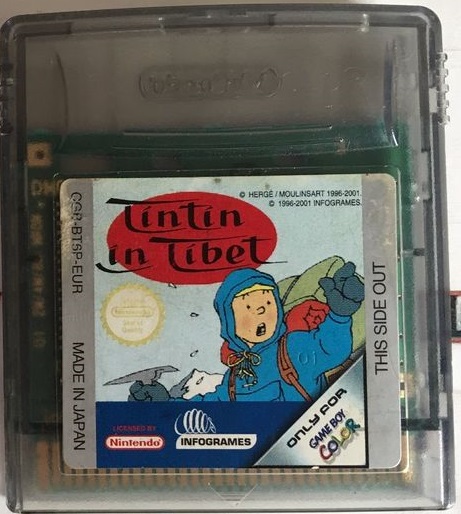 Tintin
in Tibet
© HERGÉ / MOULINSART 1996-2001.
© 1996-2001 INFOGRAMES.
CGB-BTSP-EUR
MADE IN JAPAN
THIS SIDE OUT
01
LICENSED BY
Nintendo
INFOGRAMES
ONLY FOR
GAME BOY
COLOR